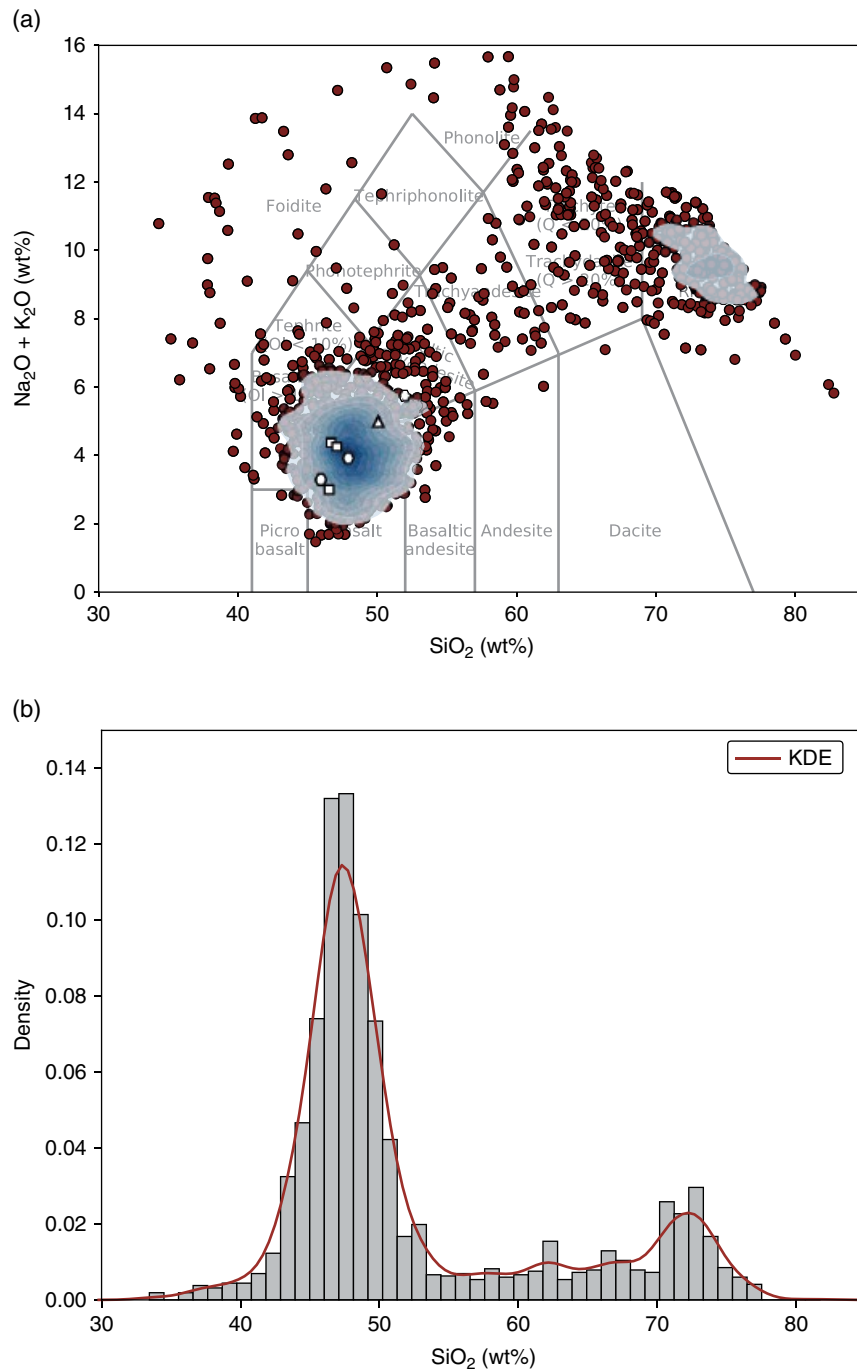 (a)
16
14
12
10
8
6
4
2
0
Na₂O + K₂O (wt%)
Phonolite
Foidite
Tephriphonolite
(Q
Phonotephrite
(Q > 20%)
Tephrite
(Ol < 10%)
Picro
basalt
Basaltic
andesite
Andesite
Dacite
30 40 50 60 70 80
SiO₂ (wt%)
(b)
KDE
0.14
0.12
0.10
0.08
0.06
0.04
0.02
0.00
Density
30 40 50 60 70 80
SiO₂ (wt%)